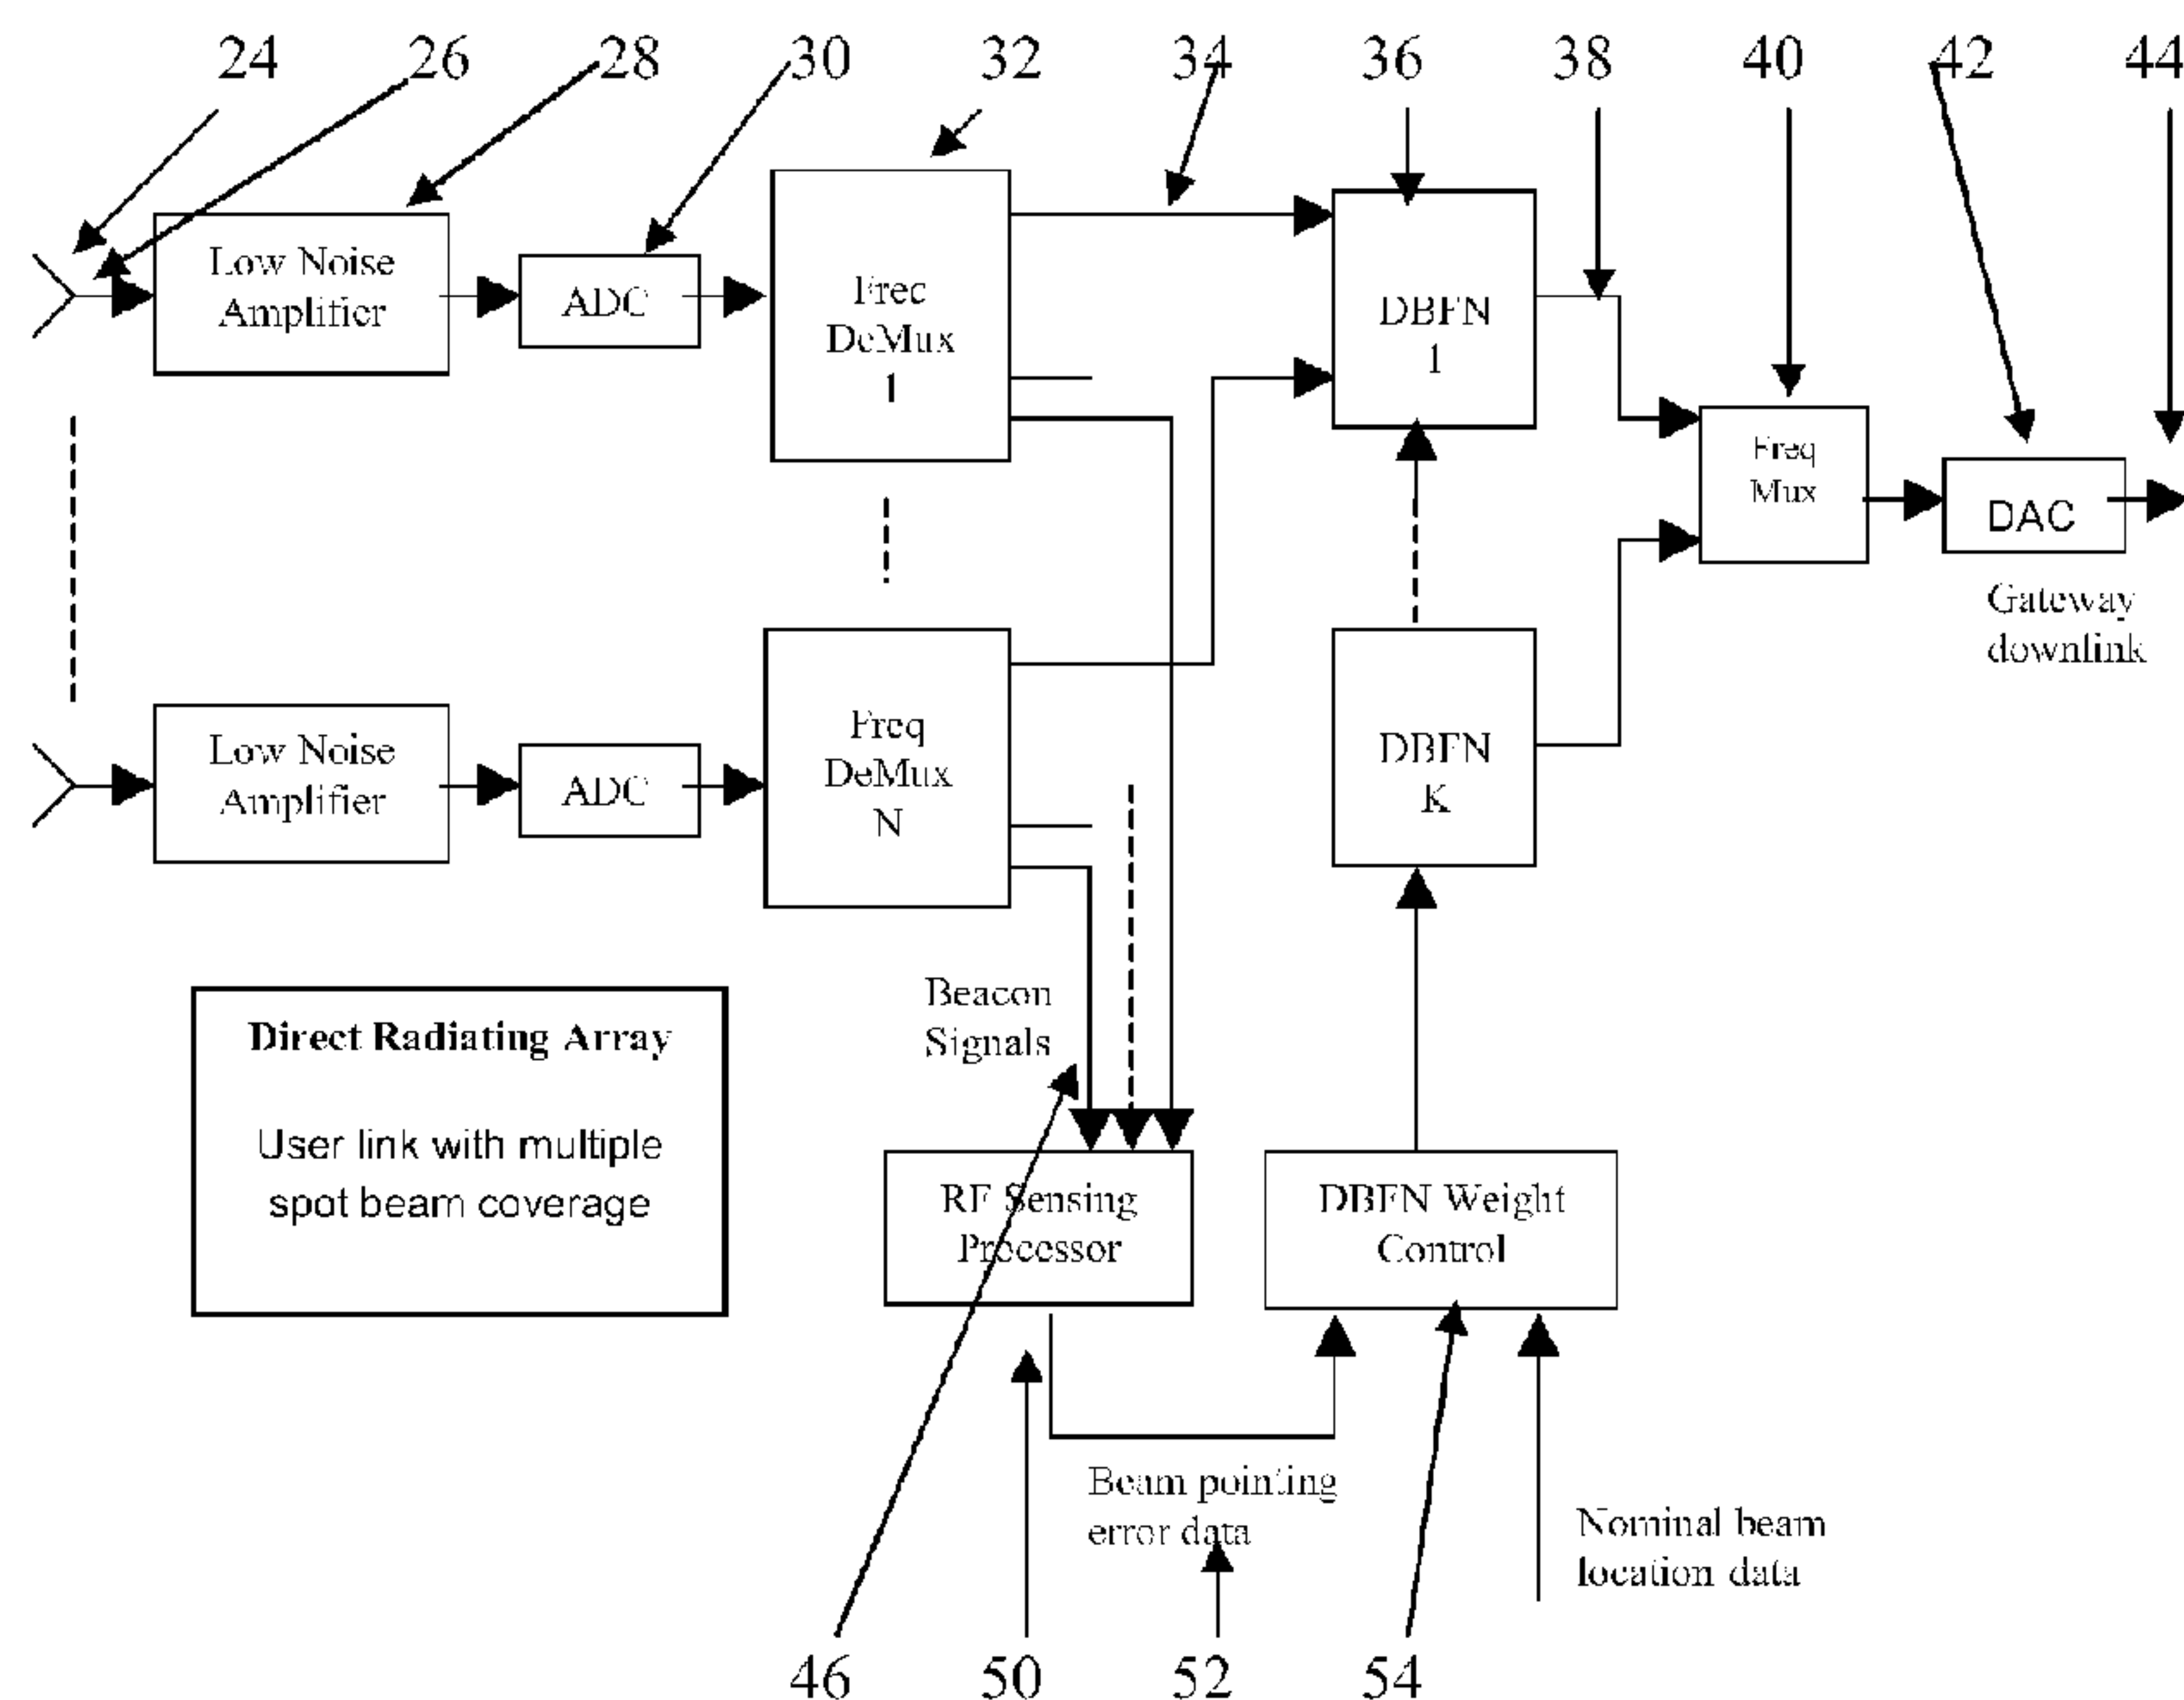 24 26 28 30 32 34 36 38 40 42 44
Low Noise
Amplifier
ADC
Frec
DeMux
1
DBFN
1
Freq
Mux
DAC
Gateway
downlink
Low Noise
Amplifier
ADC
Freq
DeMux
N
DBFN
K
Direct Radiating Array
User link with multiple
spot beam coverage
Beacon
Signals
RF Sensing
Processor
DBFN Weight
Control
Beam pointing
error data
Nominal beam
location data
46 50 52 54